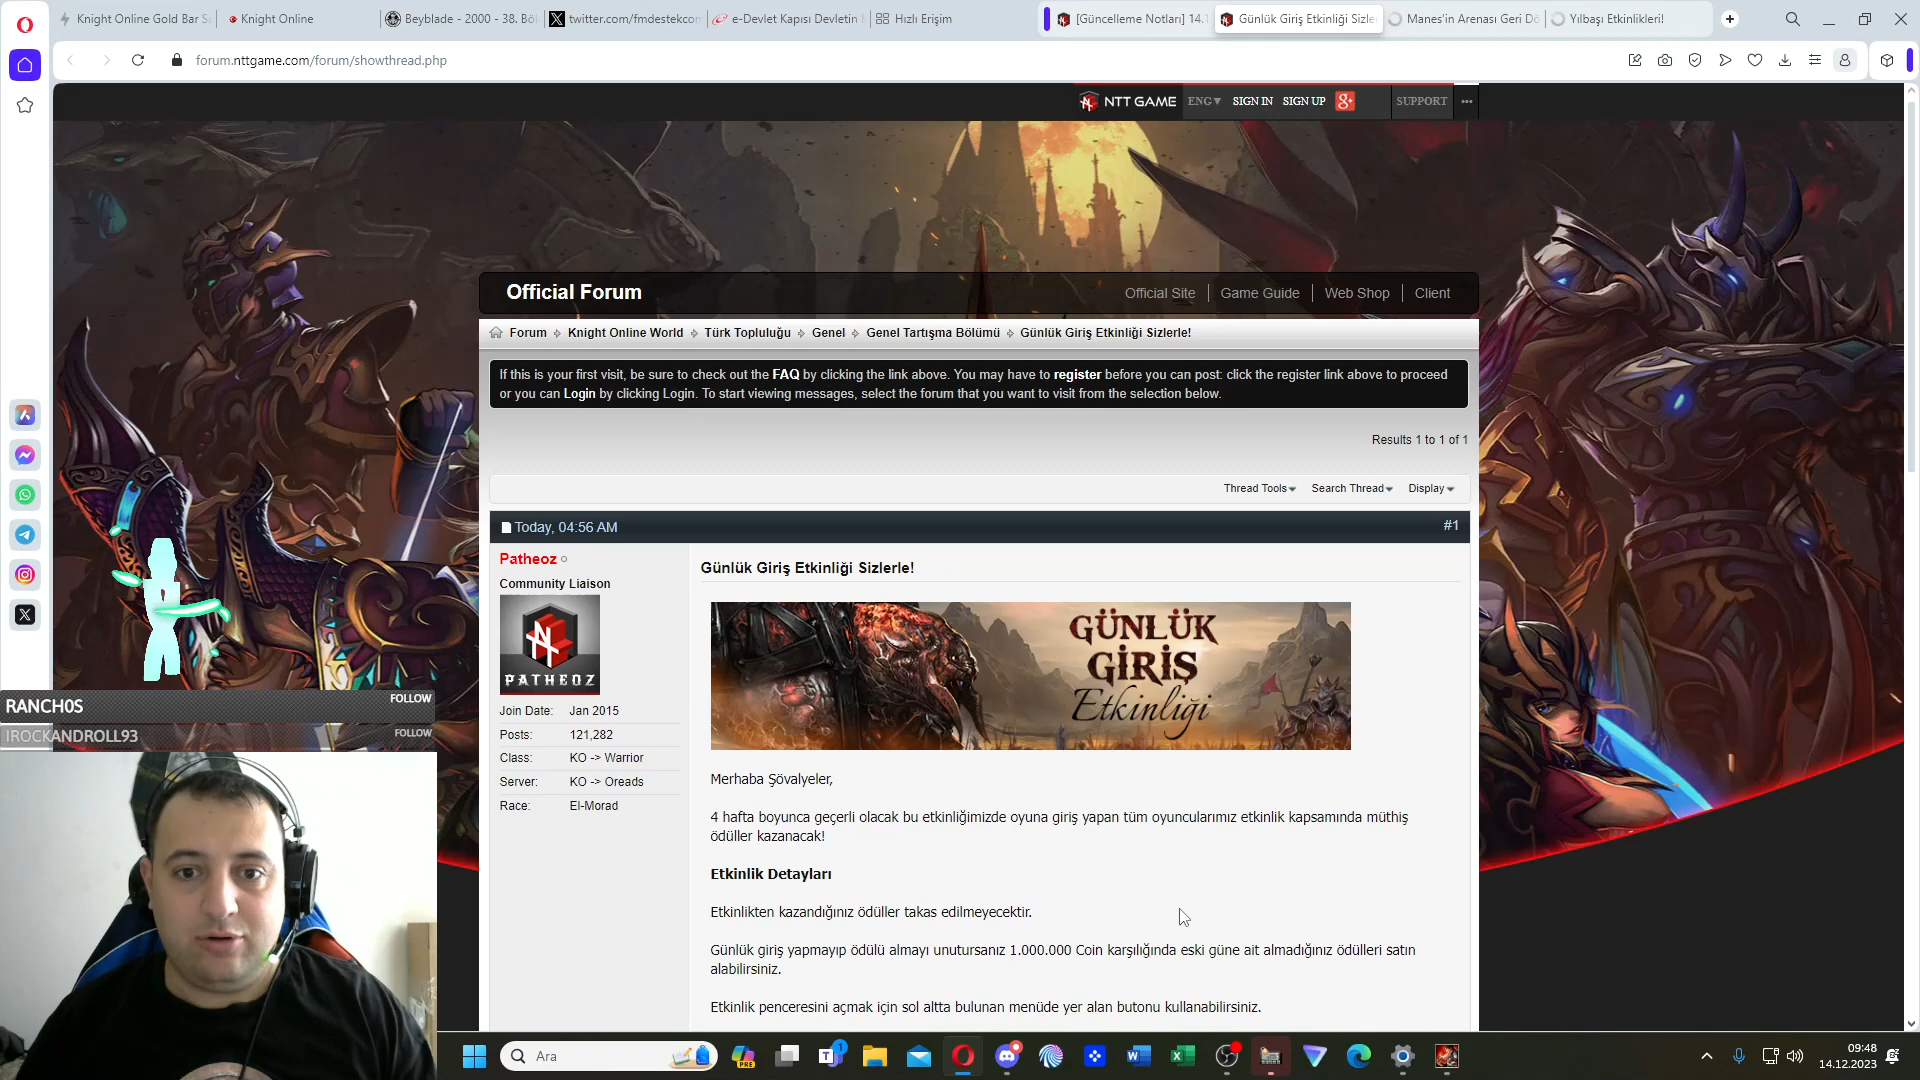 Knight Online Gold Bar Sa
Knight Online
Beyblade - 2000 - 38. Böl
twitter.com/fmdestekcom
e-Devlet Kapısı Devletin K
Hızlı Erişim
[Güncelleme Notları] 14.1
Günlük Giriş Etkinliği Sizle
Manes'in Arenası Geri Dö
Yılbaşı Etkinlikleri!
forum.nttgame.com/forum/showthread.php
NTT GAME
ENG▼ SIGN IN SIGN UP
SUPPORT
Official Forum
Official Site | Game Guide | Web Shop | Client
Forum Knight Online World Türk Topluluğu Genel Genel Tartışma Bölümü Günlük Giriş Etkinliği Sizlerle!
If this is your first visit, be sure to check out the FAQ by clicking the link above. You may have to register before you can post: click the register link above to proceed
or you can Login by clicking Login. To start viewing messages, select the forum that you want to visit from the selection below.
Results 1 to 1 of 1
Thread Tools Search Thread Display
Today, 04:56 AM
#1
Patheoz
Community Liaison
PATHEOZ
Join Date: Jan 2015
Posts: 121,282
Class: KO -> Warrior
Server: KO -> Oreads
Race: El-Morad
Günlük Giriş Etkinliği Sizlerle!
GÜNLÜK
GİRİŞ
Etkinliği
Merhaba Şövalyeler,
4 hafta boyunca geçerli olacak bu etkinliğimizde oyuna giriş yapan tüm oyuncularımız etkinlik kapsamında müthiş
ödüller kazanacak!
Etkinlik Detayları
Etkinlikten kazandığınız ödüller takas edilmeyecektir.
Günlük giriş yapmayıp ödülü almayı unutursanız 1.000.000 Coin karşılığında eski güne ait almadığınız ödülleri satın
alabilirsiniz.
Etkinlik penceresini açmak için sol altta bulunan menüde yer alan butonu kullanabilirsiniz.
RANCH0S FOLLOW
IROCKANDROLL93 FOLLOW
Ara
PRE
1
09:48
14.12.2023